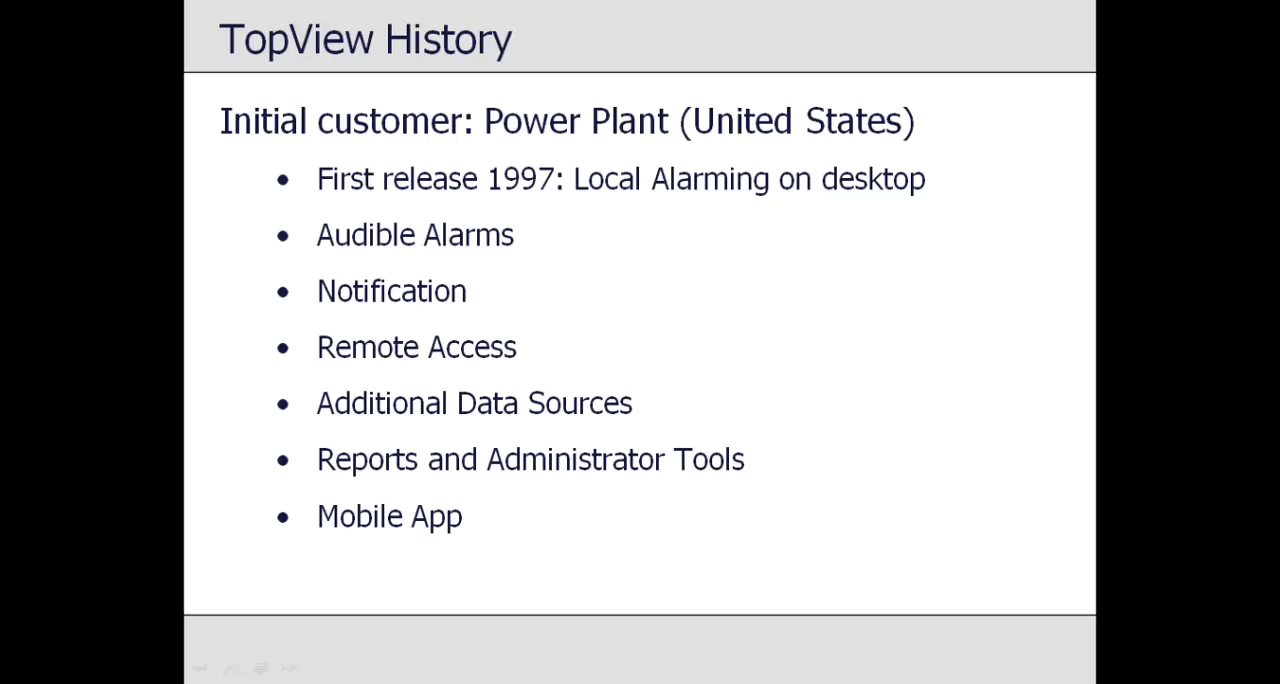 TopView History
Initial customer: Power Plant (United States)
• First release 1997: Local Alarming on desktop
• Audible Alarms
• Notification
• Remote Access
• Additional Data Sources
• Reports and Administrator Tools
• Mobile App